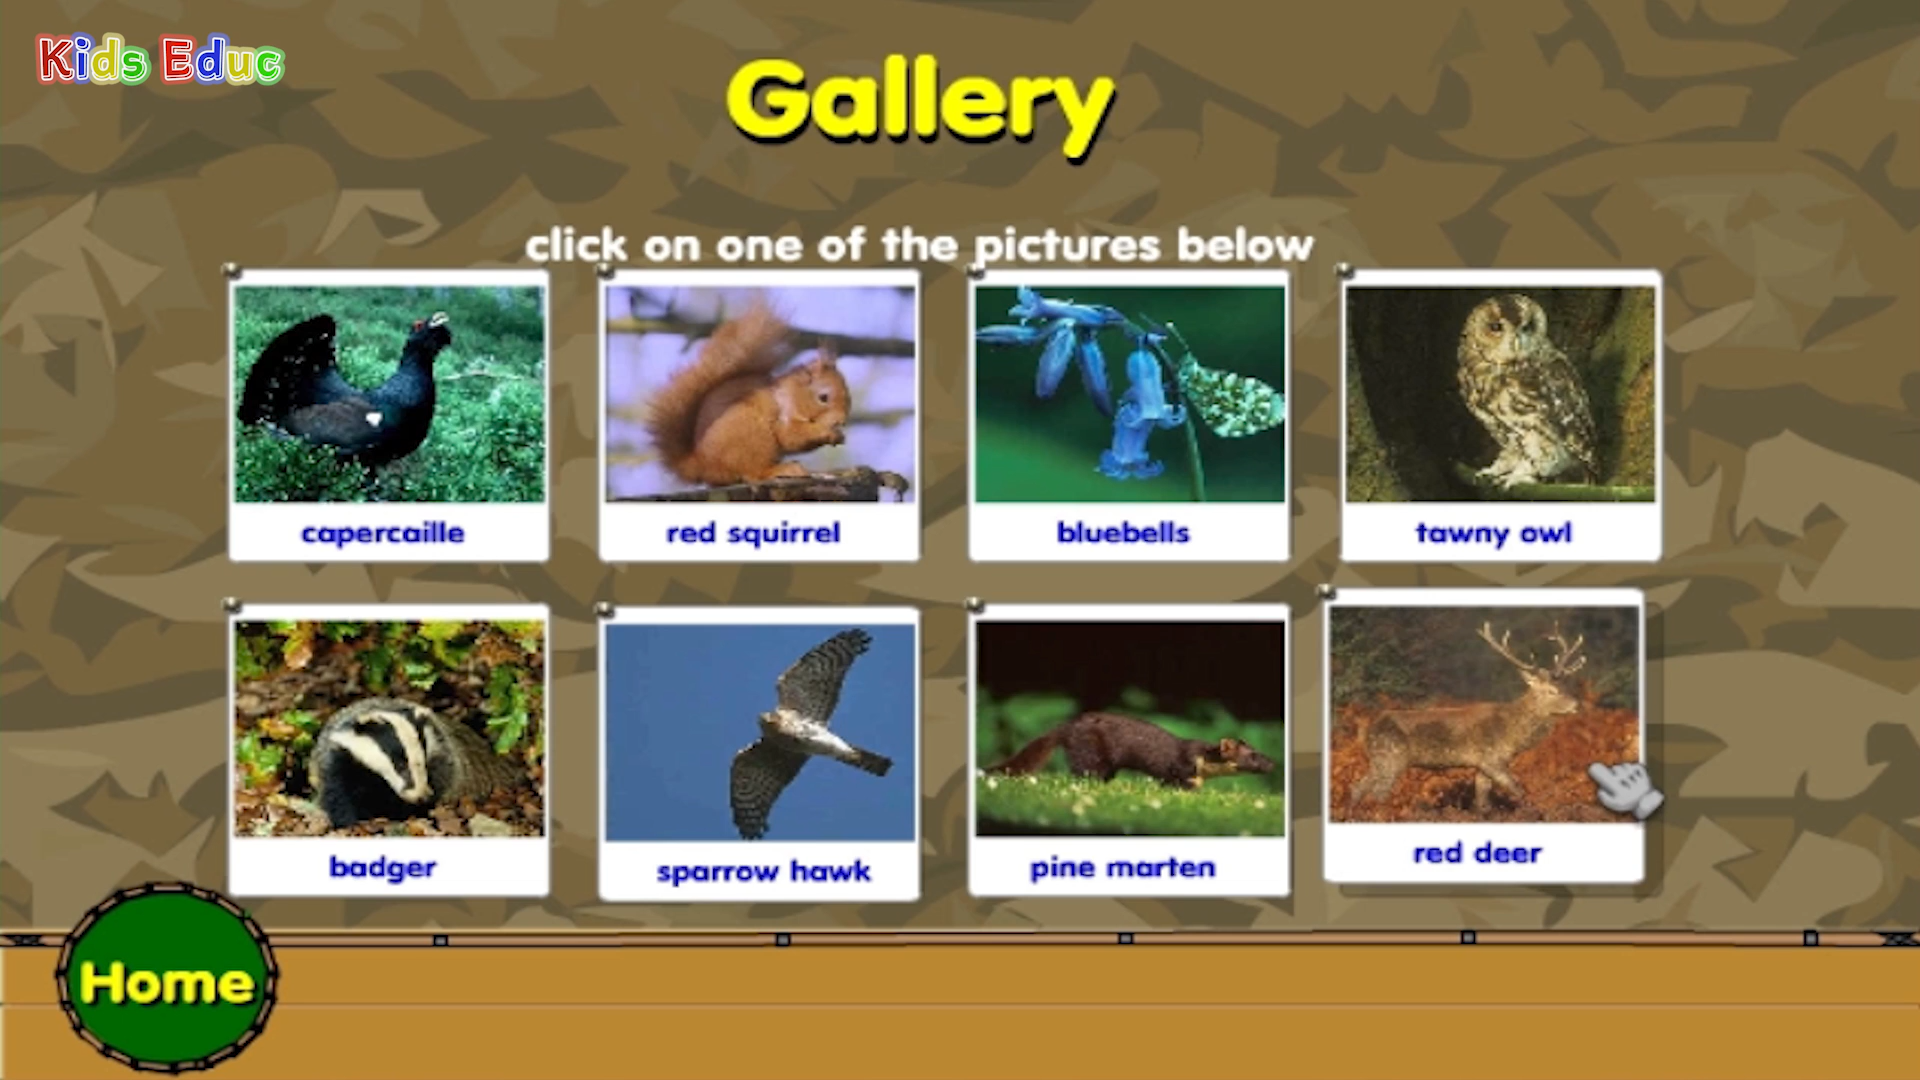 Kids Educ
Gallery
click on one of the pictures below
capercaille
red squirrel
bluebells
tawny owl
badger
sparrow hawk
pine marten
red deer
Home